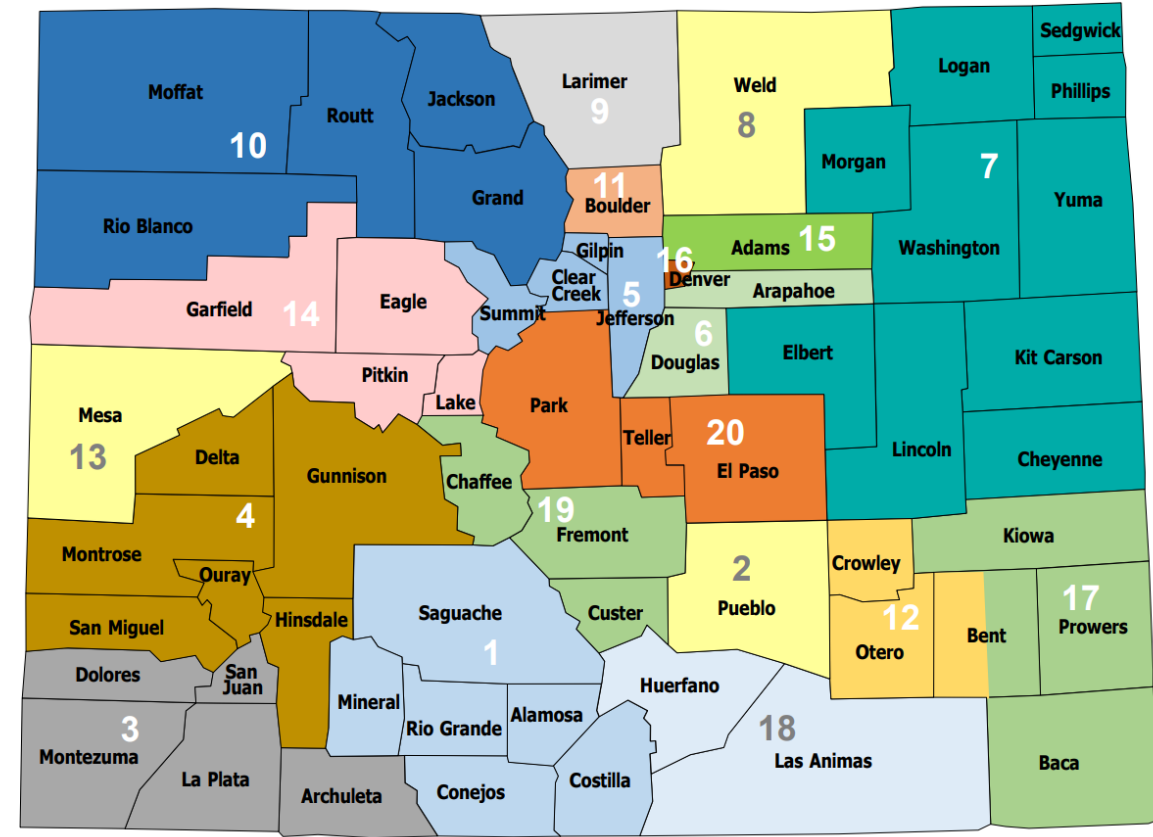 Sedgwick
Logan
Larimer
Weld
Moffat
Jackson
Phillips
9
8
Routt
10
Morgan
7
11
Grand
Boulder
Yuma
Rio Blanco
Gilpin
16
Adams
15
Washington
Clear
Creek
Denver
5
Arapahoe
Eagle
Garfield
14
Summit
Jefferson
6
Elbert
Kit Carson
Douglas
Pitkin
Lake
Park
Mesa
13
Teller
20
Delta
Lincoln
Cheyenne
Gunnison
Chaffee
El Paso
4
19
Fremont
Kiowa
Montrose
Crowley
Ouray
2
17
Saguache
Custer
Pueblo
12
San Miguel
Hinsdale
Prowers
Bent
Otero
1
Dolores
San
Juan
Huerfano
Mineral
Alamosa
Rio Grande
3
18
Montezuma
Las Animas
Baca
La Plata
Costilla
Archuleta
Conejos